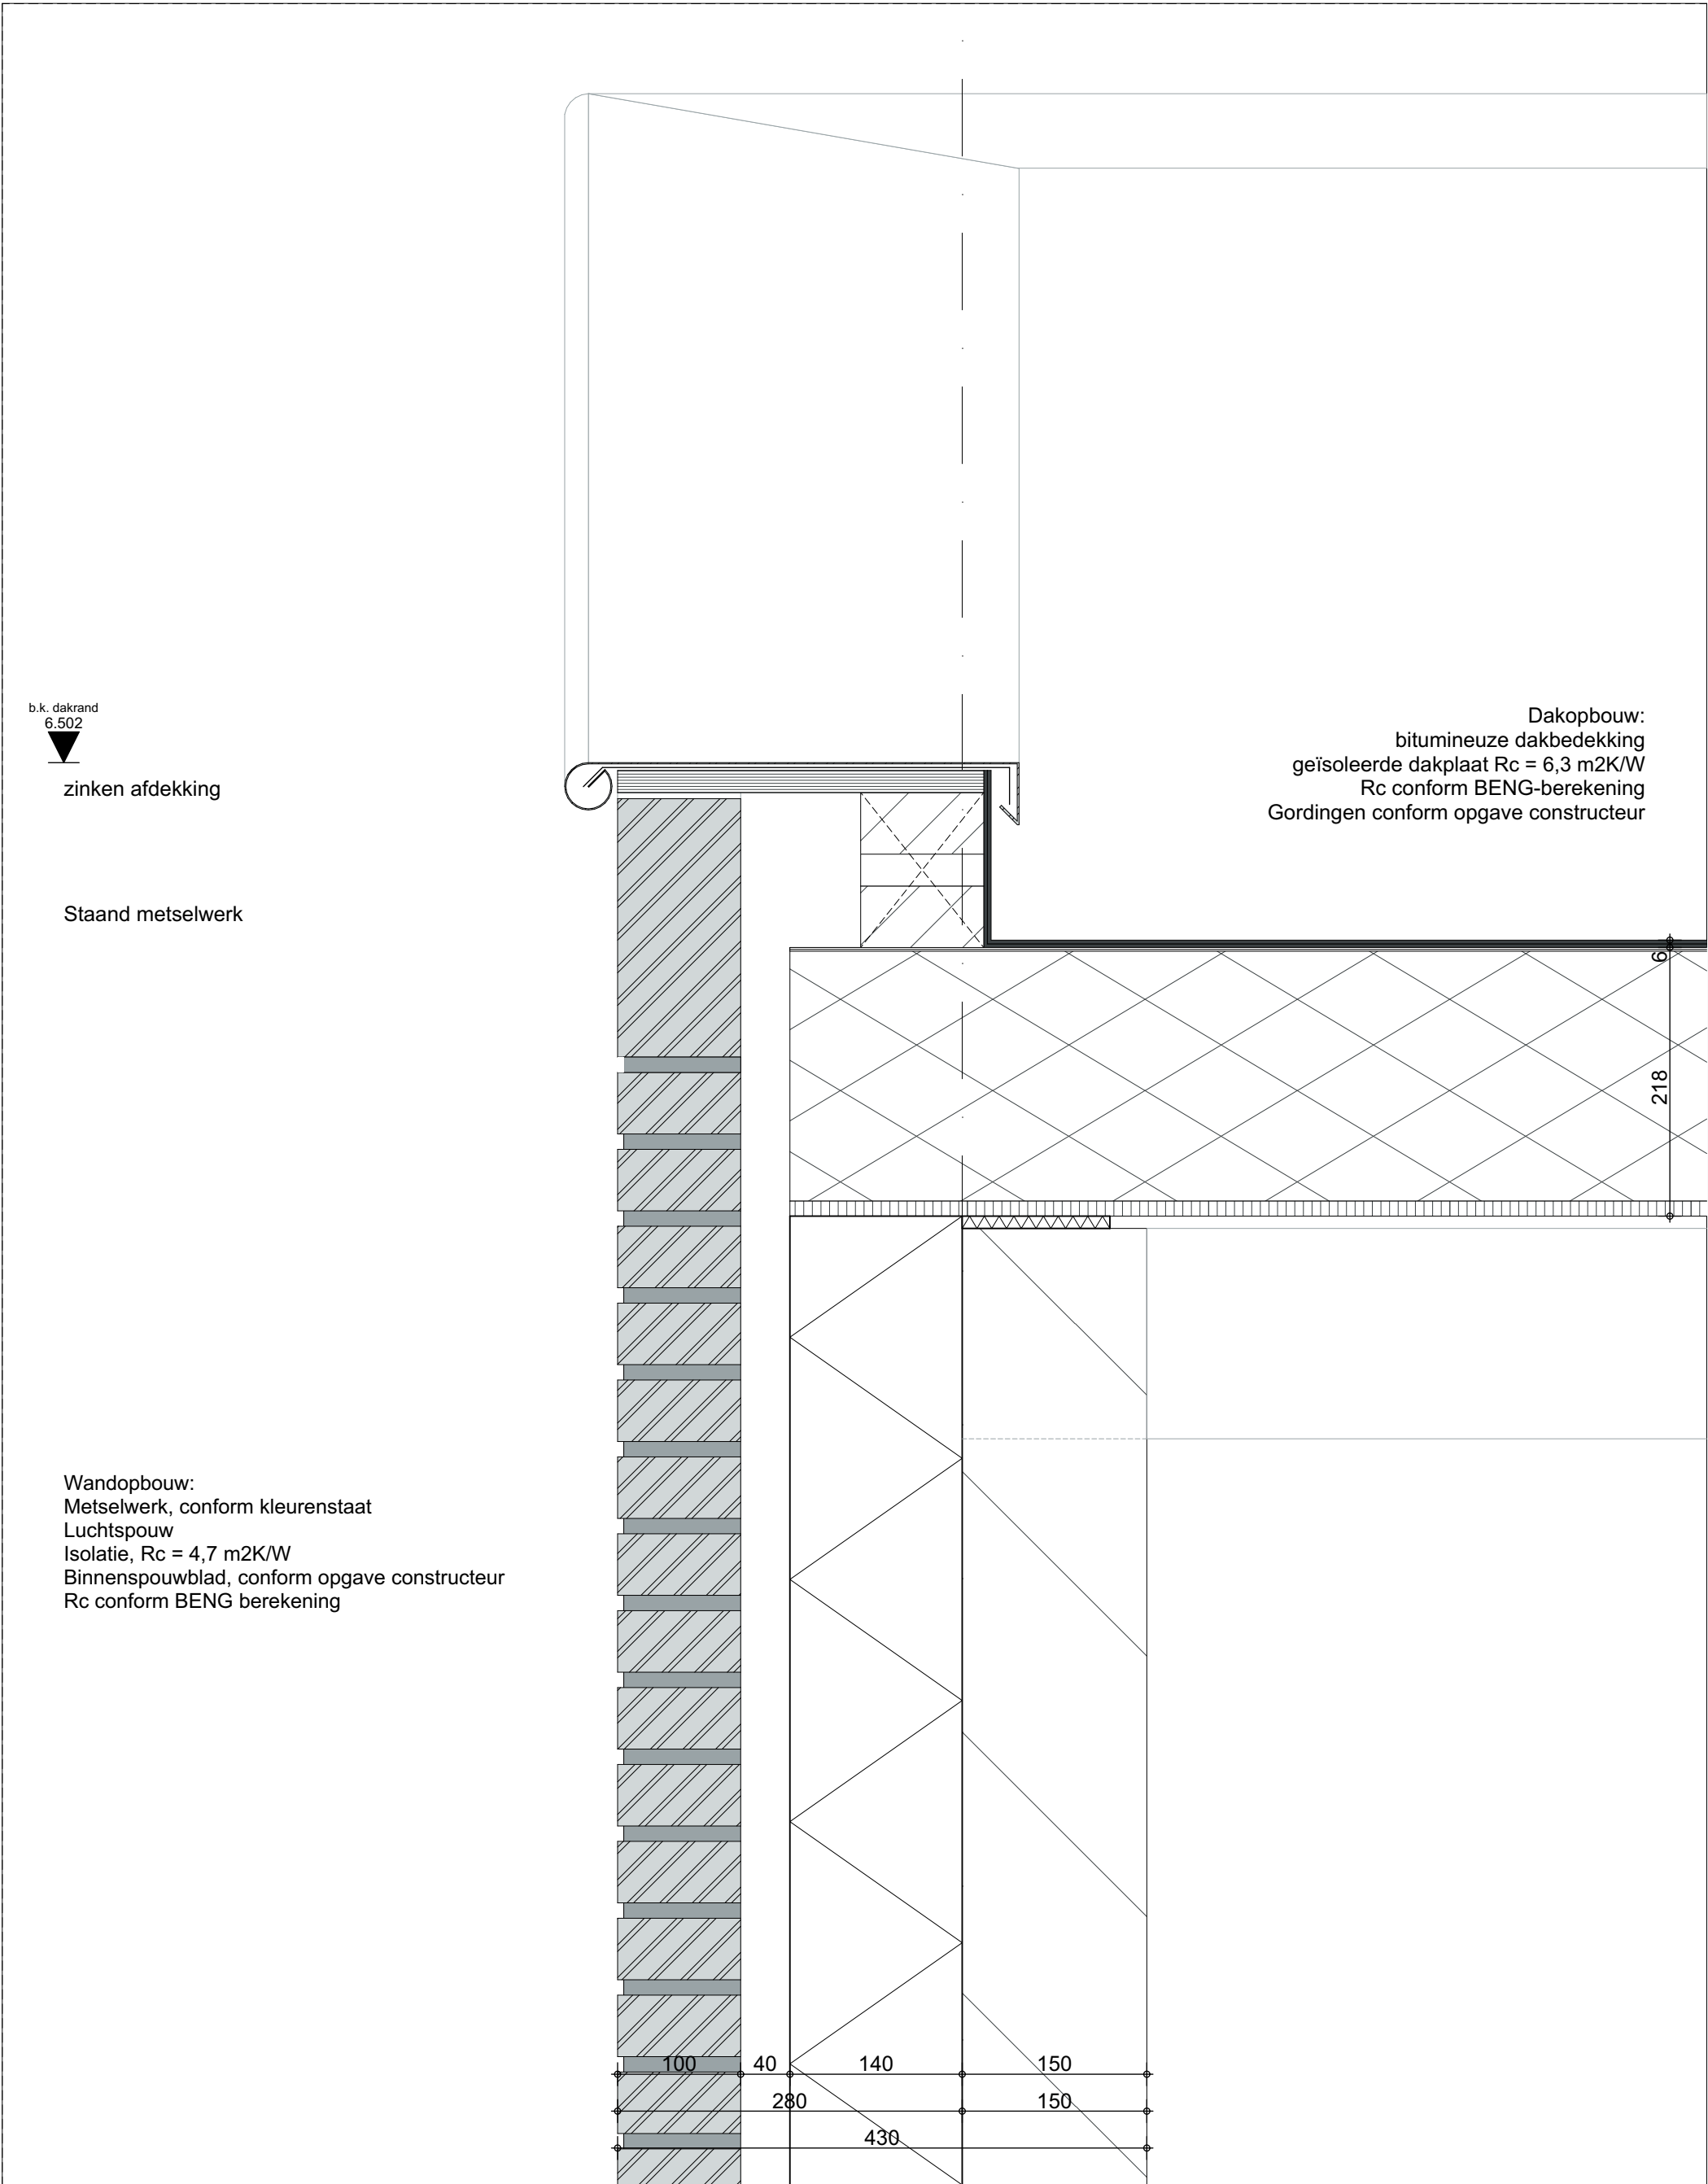 b.k. dakrand
6.502
zinken afdekking
Staand metselwerk
Dakopbouw:
bitumineuze dakbedekking
geïsoleerde dakplaat Rc = 6,3 m2K/W
Rc conform BENG-berekening
Gordingen conform opgave constructeur
6
218
Wandopbouw:
Metselwerk, conform kleurenstaat
Luchtspouw
Isolatie, Rc = 4,7 m2K/W
Binnenspouwblad, conform opgave constructeur
Rc conform BENG berekening
100 40 140 150
280 150
430